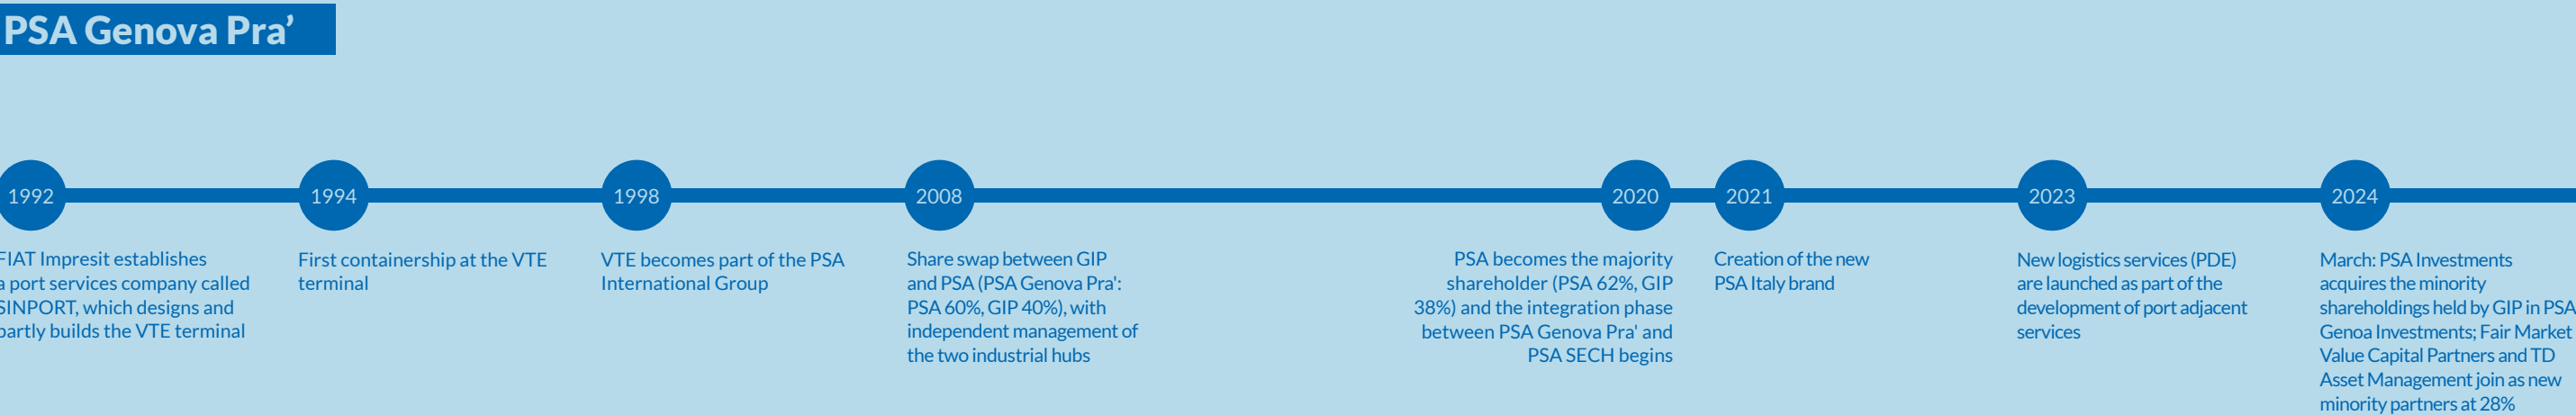 PSA Genova Pra’
1992
1994
1998
2008
2020
2021
2023
2024
FIAT Impresit establishes
a port services company called
SINPORT, which designs and
partly builds the VTE terminal
First containership at the VTE
terminal
VTE becomes part of the PSA
International Group
Share swap between GIP
and PSA (PSA Genova Pra':
PSA 60%, GIP 40%), with
independent management of
the two industrial hubs
PSA becomes the majority
shareholder (PSA 62%, GIP
38%) and the integration phase
between PSA Genova Pra' and
PSA SECH begins
Creation of the new
PSA Italy brand
New logistics services (PDE)
are launched as part of the
development of port adjacent
services
March: PSA Investments
acquires the minority
shareholdings held by GIP in PSA
Genoa Investments; Fair Market
Value Capital Partners and TD
Asset Management join as new
minority partners at 28%